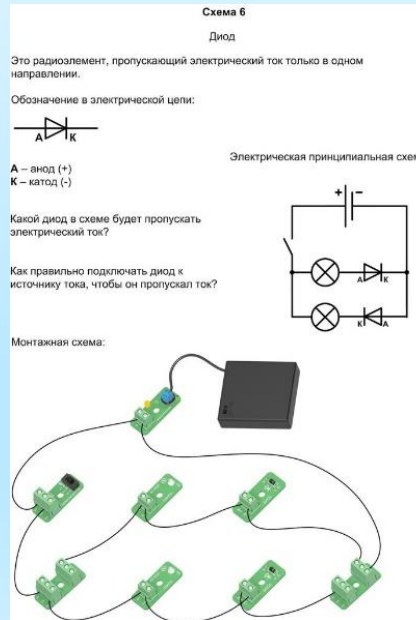 Схема 6
Диод
Это радиоэлемент, пропускающий электрический ток только в одном
направлении.
Обозначение в электрической цепи:
А К
А – анод (+)
К – катод (-)
Электрическая принципиальная схем
Какой диод в схеме будет пропускать
электрический ток?
Как правильно подключать диод к
источнику тока, чтобы он пропускал ток?
+ −
А К
К А
Монтажная схема: